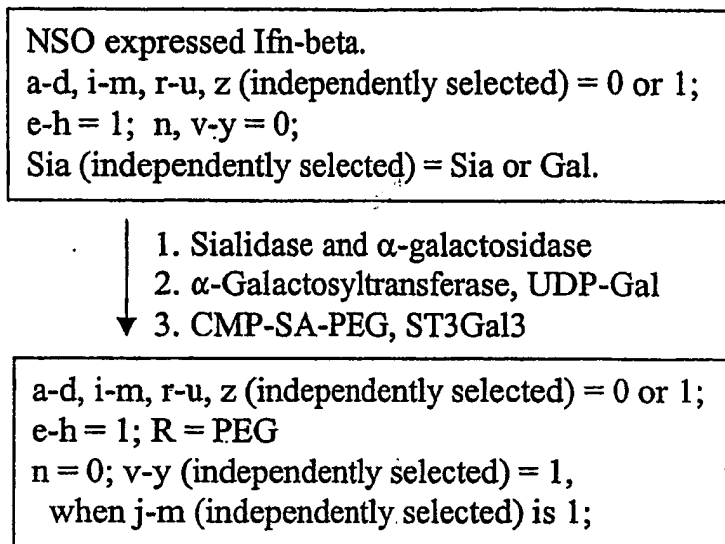 NSO expressed Ifn-beta.
a-d, i-m, r-u, z (independently selected) = 0 or 1;
e-h = 1; n, v-y = 0;
Sia (independently selected) = Sia or Gal.
1. Sialidase and α-galactosidase
2. α-Galactosyltransferase, UDP-Gal
3. CMP-SA-PEG, ST3Gal3
a-d, i-m, r-u, z (independently selected) = 0 or 1;
e-h = 1; R = PEG
n = 0; v-y (independently selected) = 1,
when j-m (independently selected) is 1;